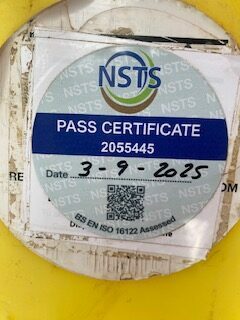 NSTS
PASS CERTIFICATE
2055445
Date 3-9-2025
BS EN ISO 16122 Assessed